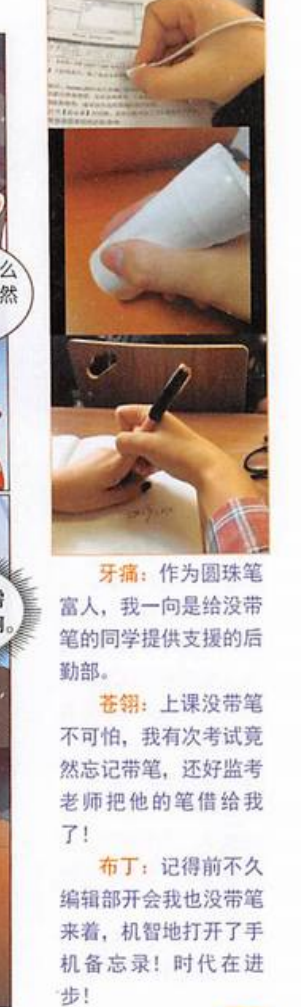 牙痛：作为圆珠笔
富人，我一向是给没带
笔的同学提供支援的后
勤部。
苍翎：上课没带笔
不可怕，我有次考试竟
然忘记带笔，还好监考
老师把他的笔借给我
了！
布丁：记得前不久
编辑部开会我也没带笔
来着，机智地打开了手
机备忘录！时代在进
步！
么
然